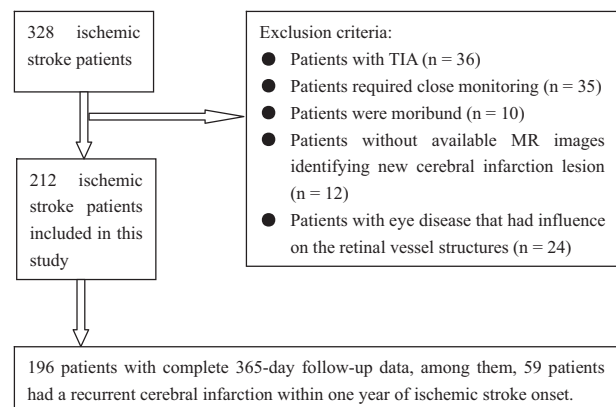 328 ischemic
stroke patients
Exclusion criteria:
● Patients with TIA (n = 36)
● Patients required close monitoring (n = 35)
● Patients were moribund (n = 10)
● Patients without available MR images
identifying new cerebral infarction lesion
(n = 12)
● Patients with eye disease that had influence
on the retinal vessel structures (n = 24)
212 ischemic
stroke patients
included in this
study
196 patients with complete 365-day follow-up data, among them, 59 patients
had a recurrent cerebral infarction within one year of ischemic stroke onset.